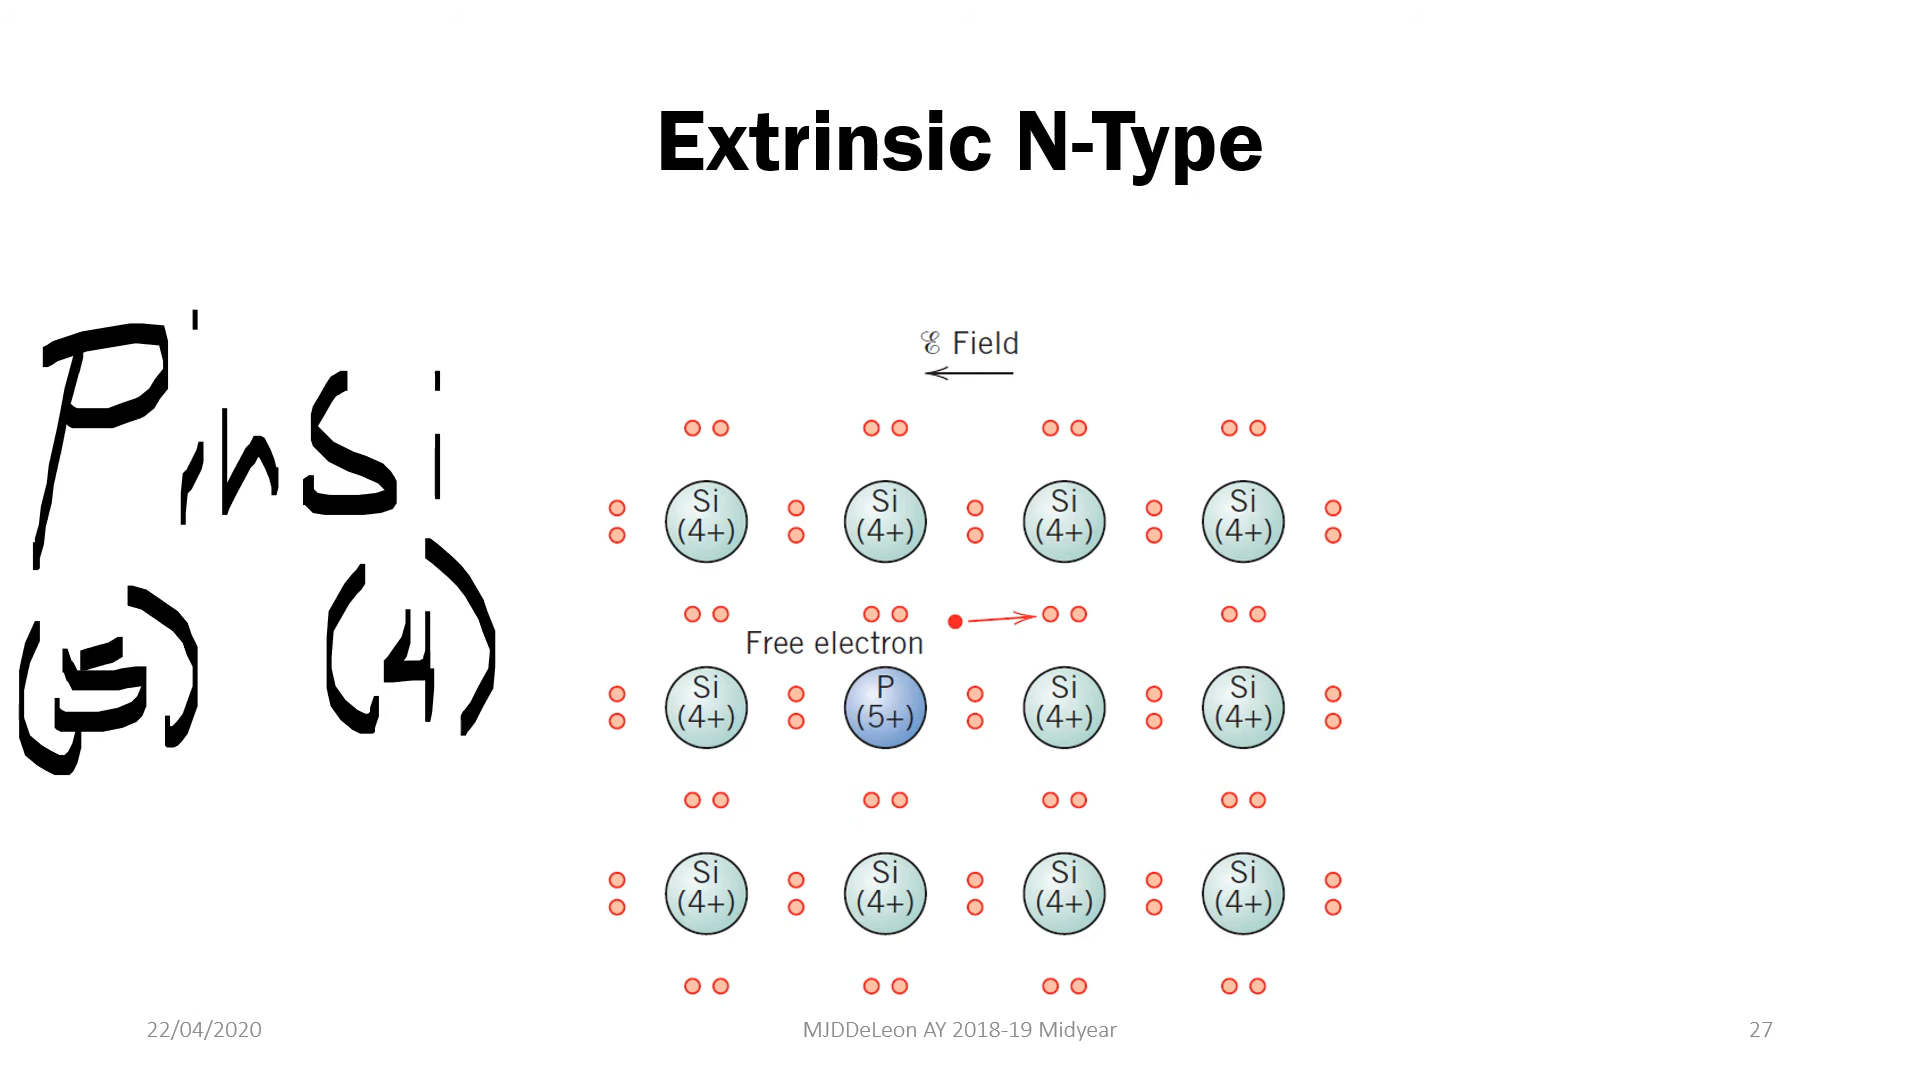 Extrinsic N-Type
P in Si
(5) (4)
ℰ Field
Si Si Si Si
(4+) (4+) (4+) (4+)
Free electron
Si P Si Si
(4+) (5+) (4+) (4+)
Si Si Si Si
(4+) (4+) (4+) (4+)
22/04/2020 MJDDeLeon AY 2018-19 Midyear 27